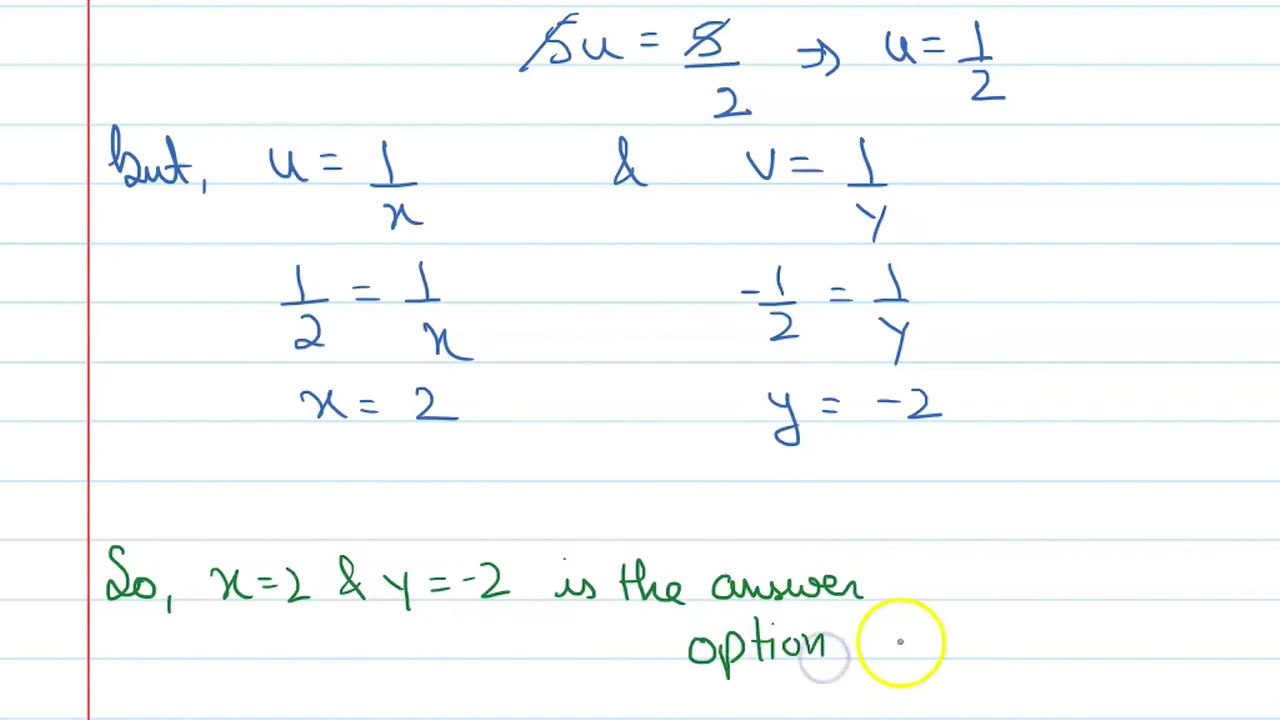 5u = 5/2 ⇒ u = 1/2
but, u = 1/x & v = 1/y
1/2 = 1/x -1/2 = 1/y
x = 2 y = -2
So, x = 2 & y = -2 is the answer
option